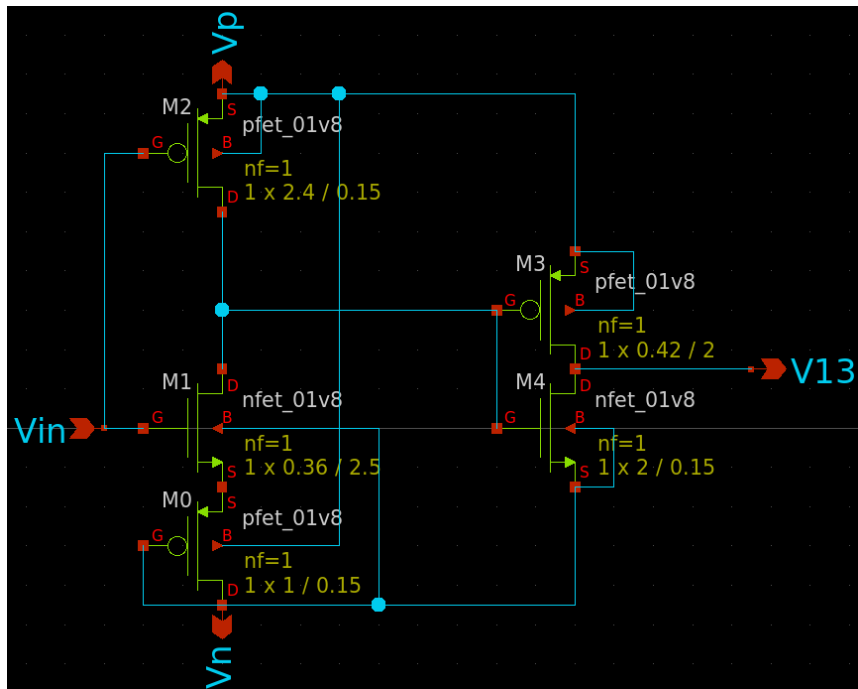 Vp
M2
S
pfet_01v8
G
B
nf=1
D
1 x 2.4 / 0.15
M3
S
pfet_01v8
G
B
nf=1
D
1 x 0.42 / 2
V13
M1
D
nfet_01v8
Vin
G
B
nf=1
S
1 x 0.36 / 2.5
M4
D
nfet_01v8
G
B
nf=1
S
1 x 2 / 0.15
M0
S
pfet_01v8
G
B
nf=1
D
1 x 1 / 0.15
Vn